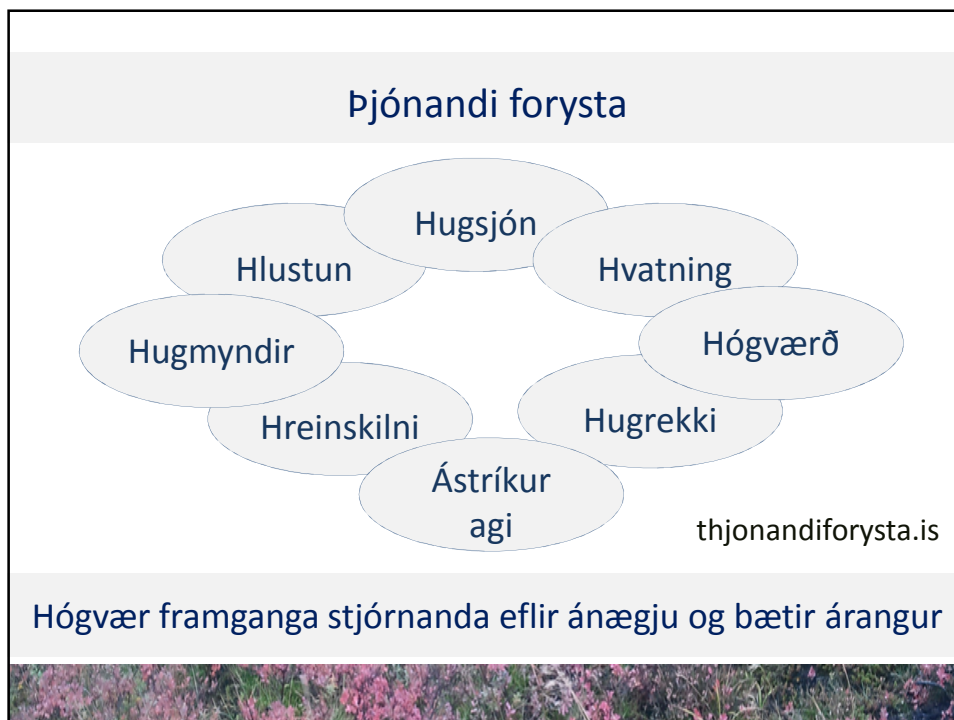 Þjónandi forysta
Hugsjón
Hlustun
Hvatning
Hugmyndir
Hógværð
Hreinskilni
Hugrekki
Ástríkur
agi
thjonandiforysta.is
Hógvær framganga stjórnanda eflir ánægju og bætir árangur